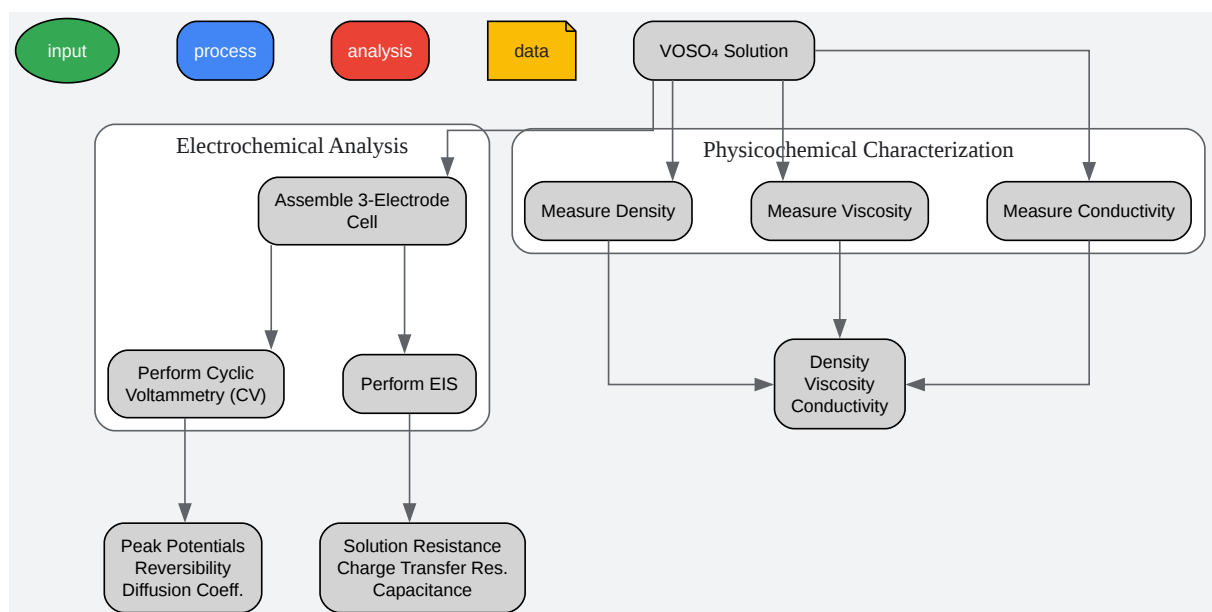 input
process
analysis
data
VOSO₄ Solution
Electrochemical Analysis
Physicochemical Characterization
Assemble 3-Electrode
Cell
Measure Density
Measure Viscosity
Measure Conductivity
Perform Cyclic
Voltammetry (CV)
Perform EIS
Density
Viscosity
Conductivity
Peak Potentials
Reversibility
Diffusion Coeff.
Solution Resistance
Charge Transfer Res.
Capacitance